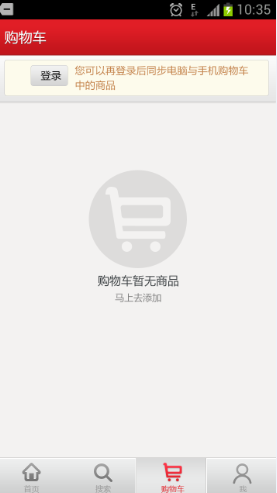 10:35
购物车
登录
您可以再登录后同步电脑与手机购物车
中的商品
购物车暂无商品
马上去添加
首页
搜索
购物车
我